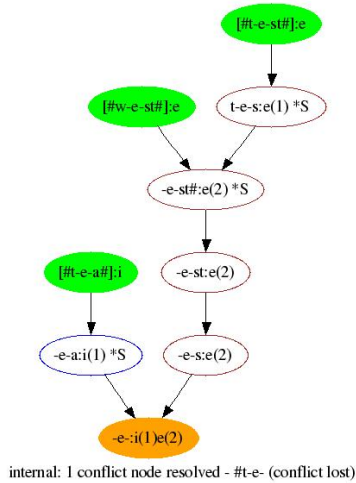 [#t-e-st#]:e
[#w-e-st#]:e
t-e-s:e(1) *S
-e-st#:e(2) *S
[#t-e-a#]:i
-e-st:e(2)
-e-a:i(1) *S
-e-s:e(2)
-e-:i(1)e(2)
internal: 1 conflict node resolved - #t-e- (conflict lost)